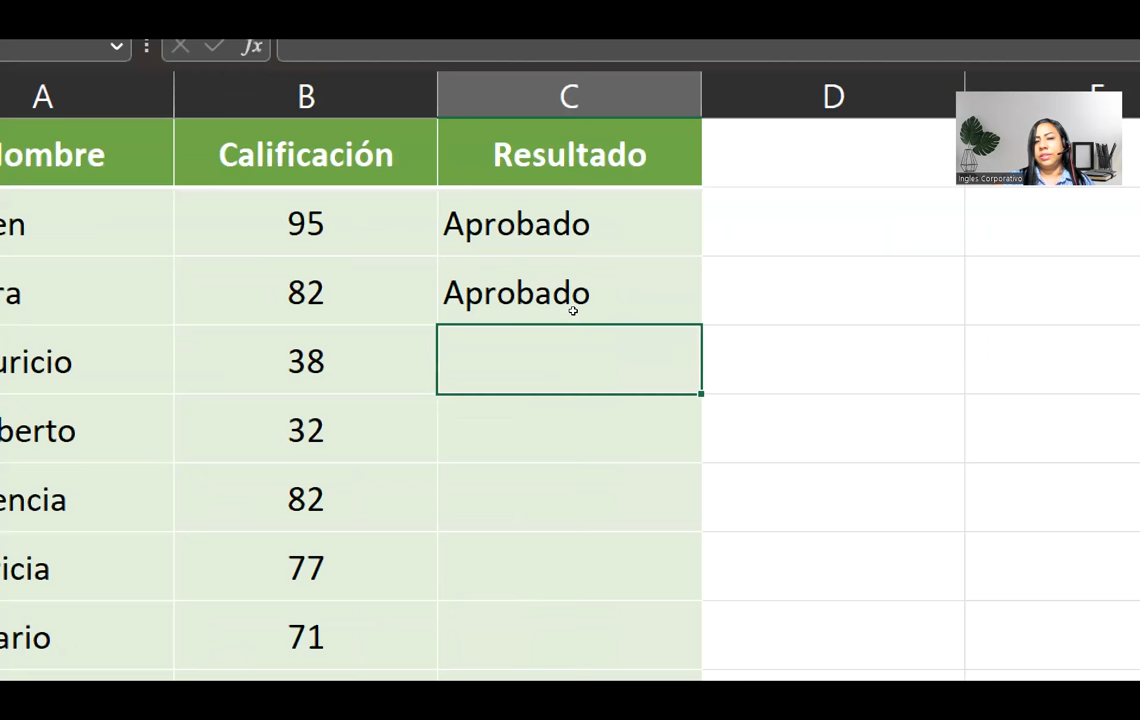 fx
A B C D
ombre Calificación Resultado
en 95 Aprobado
ra 82 Aprobado
uricio 38
berto 32
encia 82
icia 77
ario 71
Ingles Corporativo